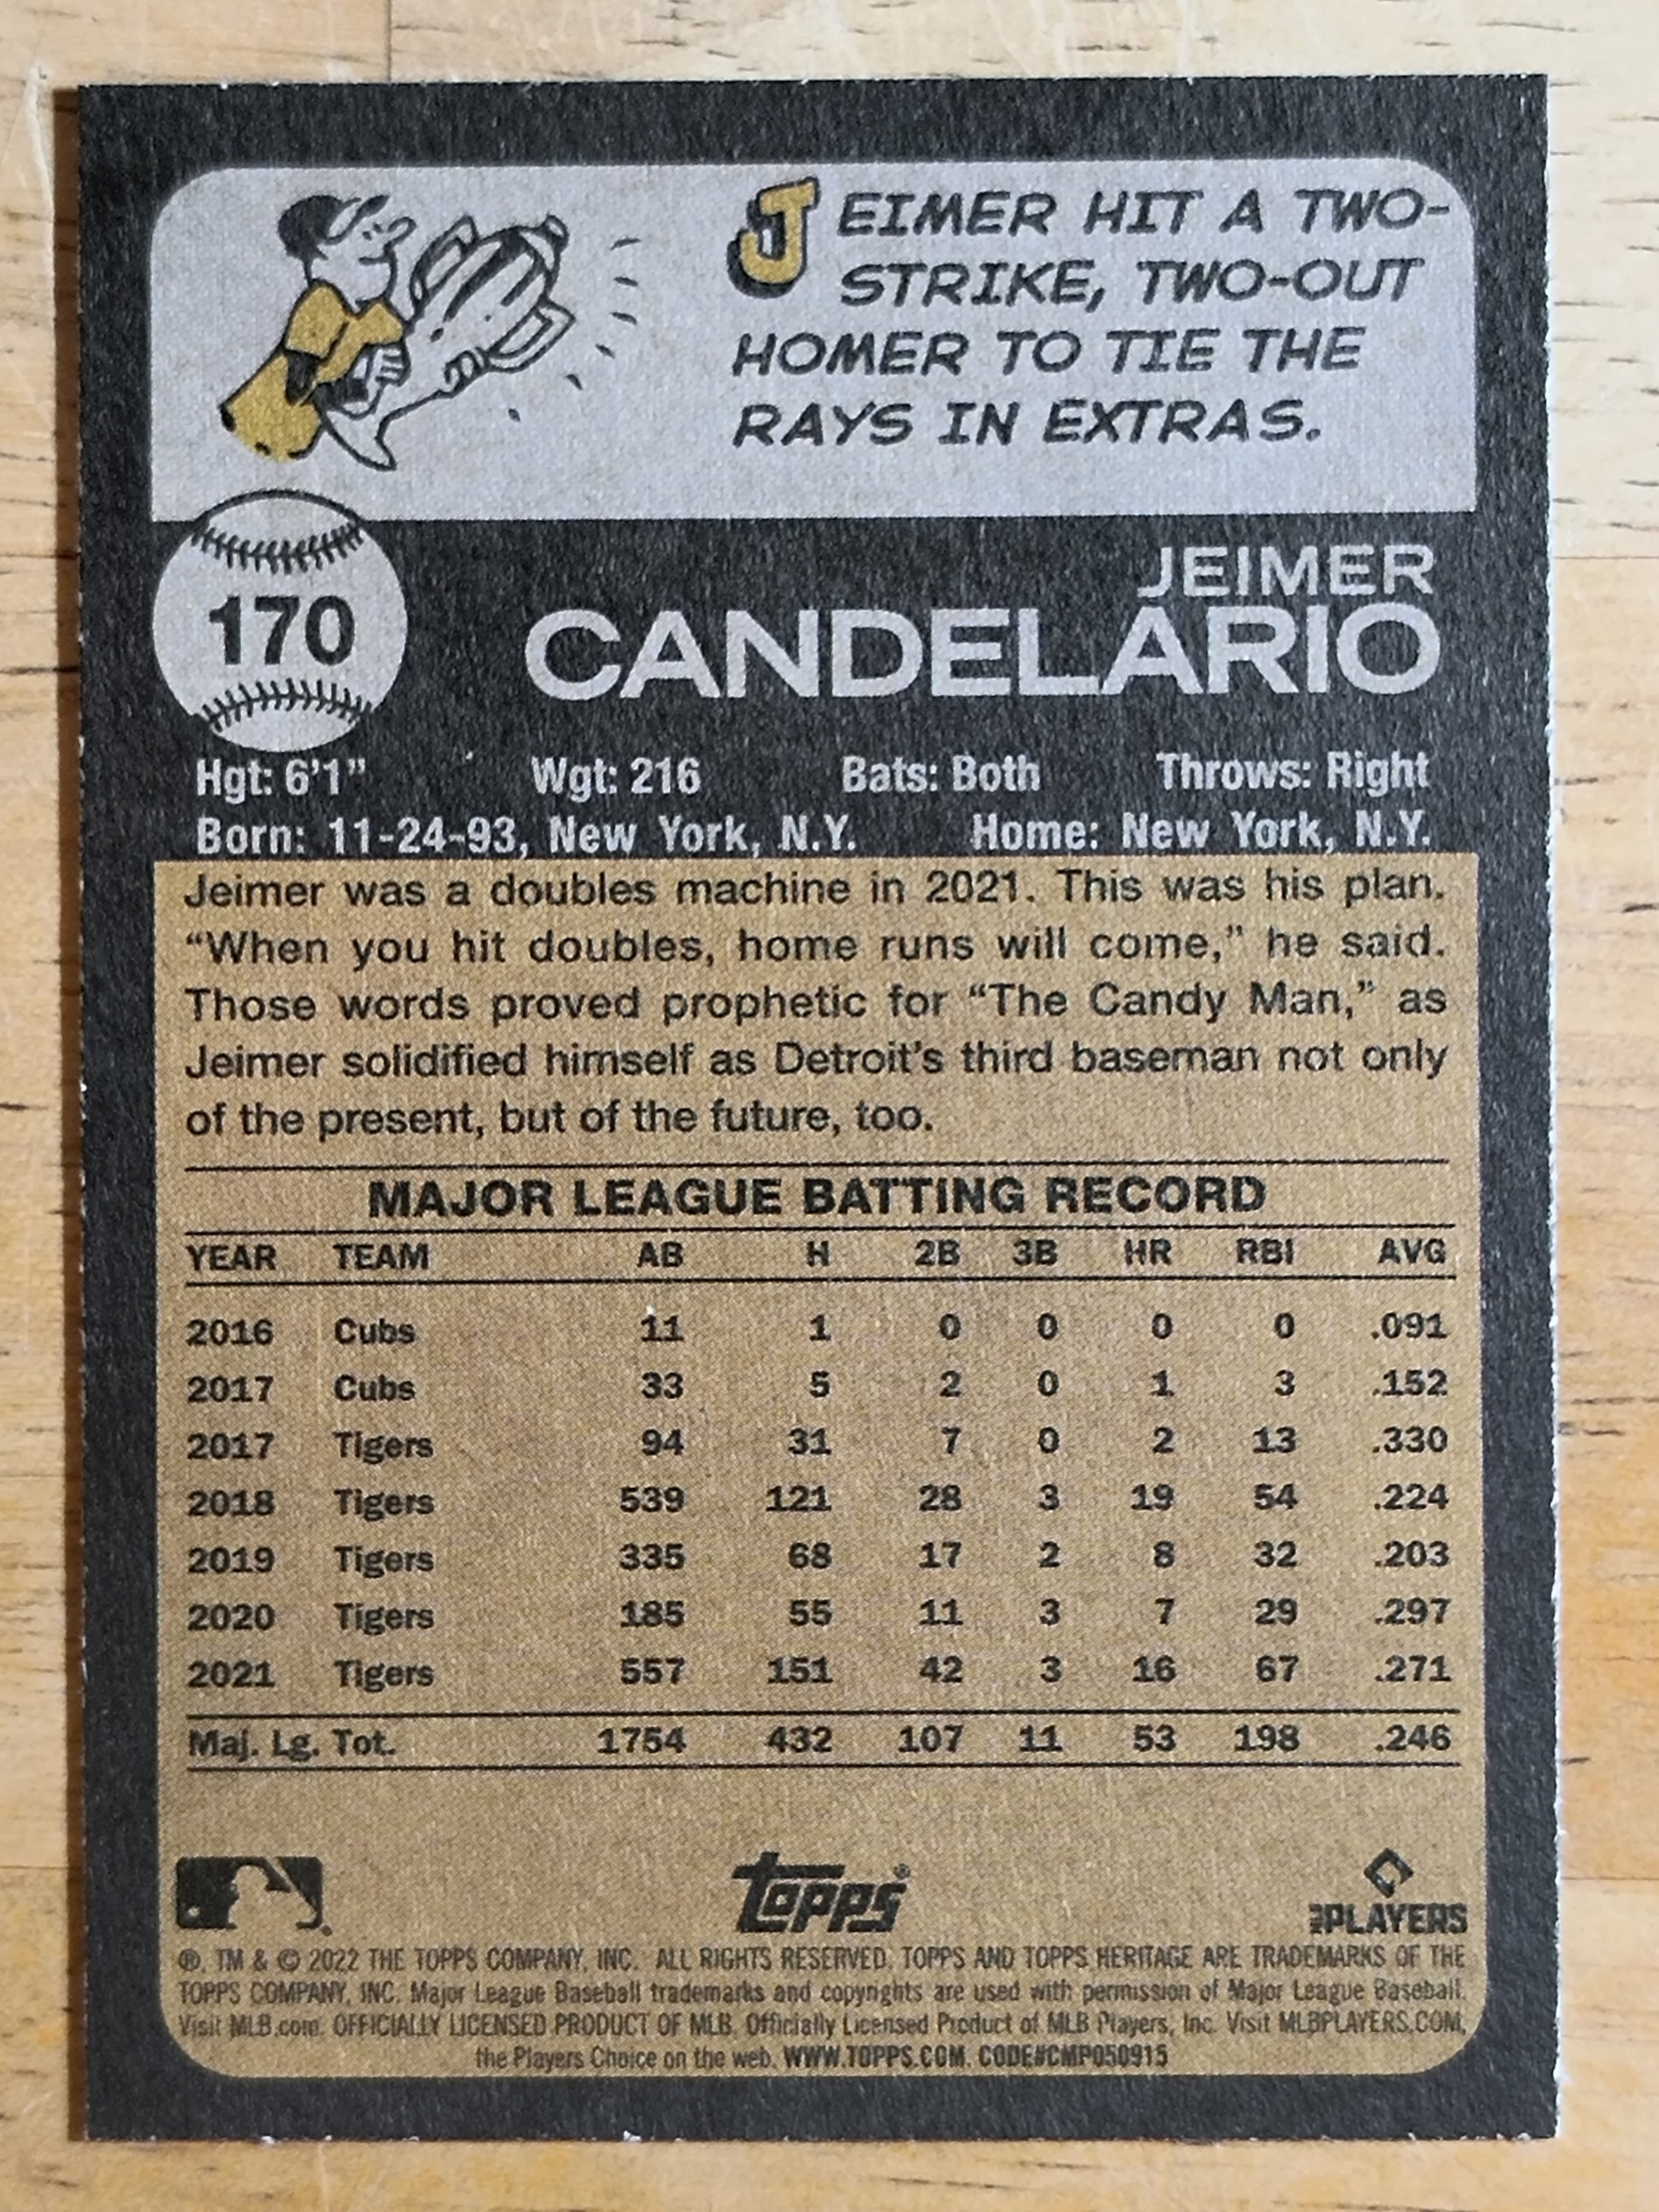 JEIMER HIT A TWO-
STRIKE, TWO-OUT
HOMER TO TIE THE
RAYS IN EXTRAS.
170
JEIMER
CANDELARIO
Hgt: 6'1" Wgt: 216 Bats: Both Throws: Right
Born: 11-24-93, New York, N.Y. Home: New York, N.Y.
Jeimer was a doubles machine in 2021. This was his plan.
“When you hit doubles, home runs will come,” he said.
Those words proved prophetic for “The Candy Man,” as
Jeimer solidified himself as Detroit's third baseman not only
of the present, but of the future, too.
MAJOR LEAGUE BATTING RECORD
YEAR TEAM AB H 2B 3B HR RBI AVG
2016 Cubs 11 1 0 0 0 0 .091
2017 Cubs 33 5 2 0 1 3 .152
2017 Tigers 94 31 7 0 2 13 .330
2018 Tigers 539 121 28 3 19 54 .224
2019 Tigers 335 68 17 2 8 32 .203
2020 Tigers 185 55 11 3 7 29 .297
2021 Tigers 557 151 42 3 16 67 .271
Maj. Lg. Tot. 1754 432 107 11 53 198 .246
topps®
PLAYERS
®, TM & © 2022 THE TOPPS COMPANY, INC. ALL RIGHTS RESERVED. TOPPS AND TOPPS HERITAGE ARE TRADEMARKS OF THE
TOPPS COMPANY, INC. Major League Baseball trademarks and copyrights are used with permission of Major League Baseball.
Visit MLB.com. OFFICIALLY LICENSED PRODUCT OF MLB. Officially Licensed Product of MLB Players, Inc. Visit MLBPLAYERS.COM,
the Players Choice on the web. WWW.TOPPS.COM. CODE#CMP050915